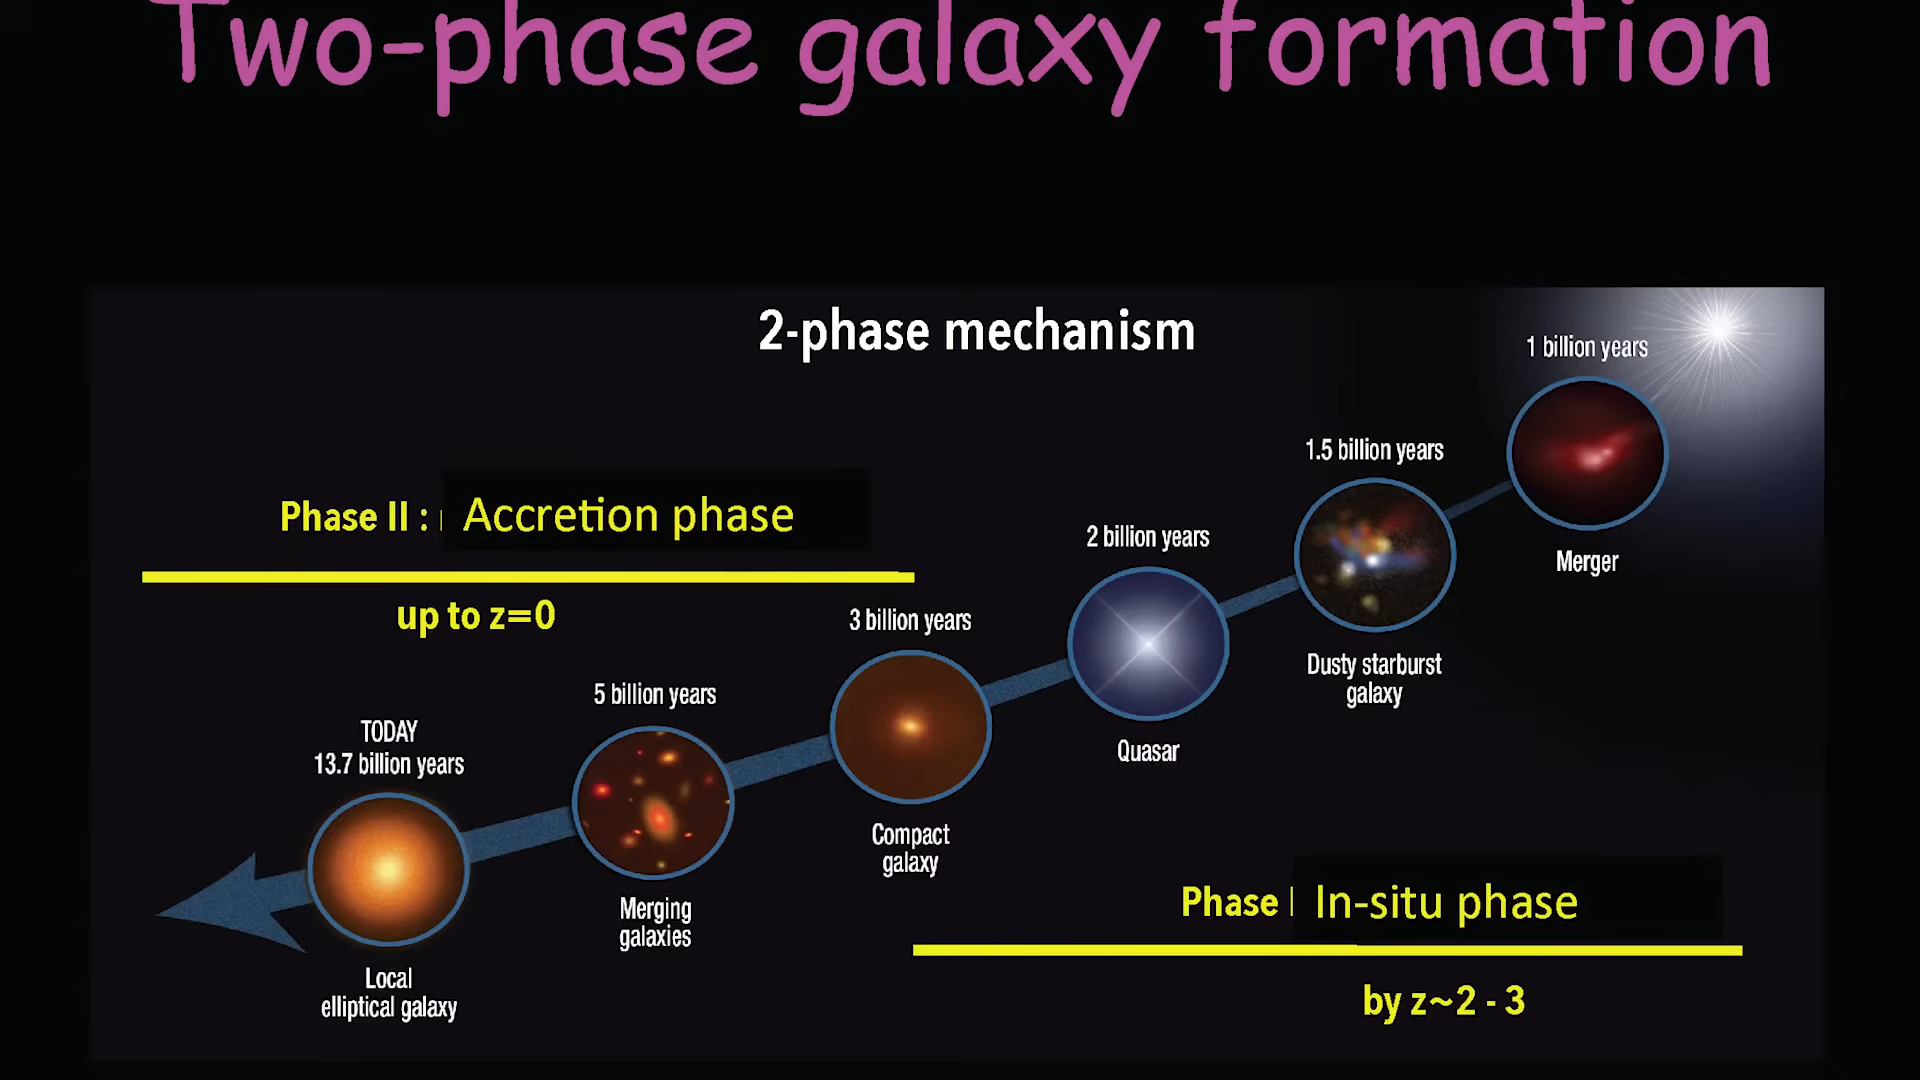 Two-phase galaxy formation
2-phase mechanism
1 billion years
Merger
1.5 billion years
Dusty starburst
galaxy
2 billion years
Quasar
3 billion years
Compact
galaxy
5 billion years
Merging
galaxies
TODAY
13.7 billion years
Local
elliptical galaxy
Phase II : Accretion phase
up to z=0
Phase I In-situ phase
by z~2 - 3